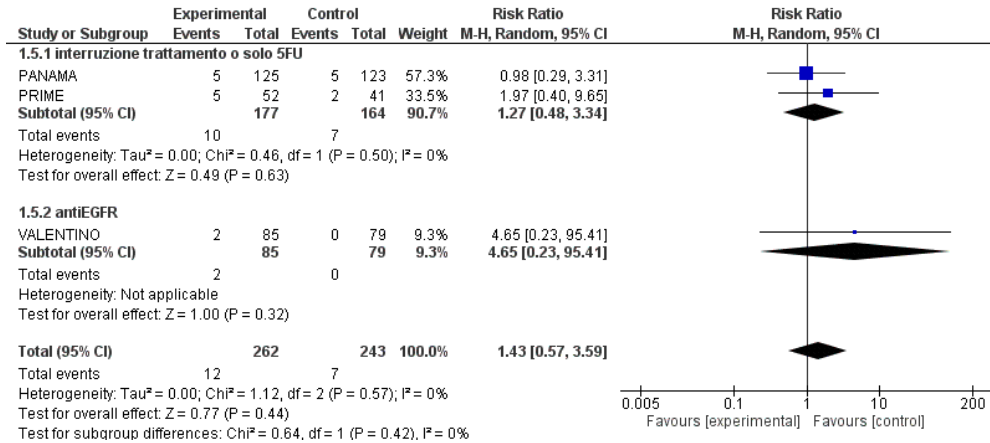 Experimental Control Risk Ratio Risk Ratio
Study or Subgroup Events Total Events Total Weight M-H, Random, 95% CI M-H, Random, 95% CI
1.5.1 interruzione trattamento o solo 5FU
PANAMA 5 125 5 123 57.3% 0.98 [0.29, 3.31]
PRIME 5 52 2 41 33.5% 1.97 [0.40, 9.65]
Subtotal (95% CI) 177 164 90.7% 1.27 [0.48, 3.34]
Total events 10 7
Heterogeneity: Tau² = 0.00; Chi² = 0.46, df = 1 (P = 0.50); I² = 0%
Test for overall effect: Z = 0.49 (P = 0.63)
1.5.2 antiEGFR
VALENTINO 2 85 0 79 9.3% 4.65 [0.23, 95.41]
Subtotal (95% CI) 85 79 9.3% 4.65 [0.23, 95.41]
Total events 2 0
Heterogeneity: Not applicable
Test for overall effect: Z = 1.00 (P = 0.32)
Total (95% CI) 262 243 100.0% 1.43 [0.57, 3.59]
Total events 12 7
Heterogeneity: Tau² = 0.00; Chi² = 1.12, df = 2 (P = 0.57); I² = 0%
Test for overall effect: Z = 0.77 (P = 0.44)
Test for subgroup differences: Chi² = 0.64, df = 1 (P = 0.42), I² = 0%
0.005 0.1 1 10 200
Favours [experimental] Favours [control]